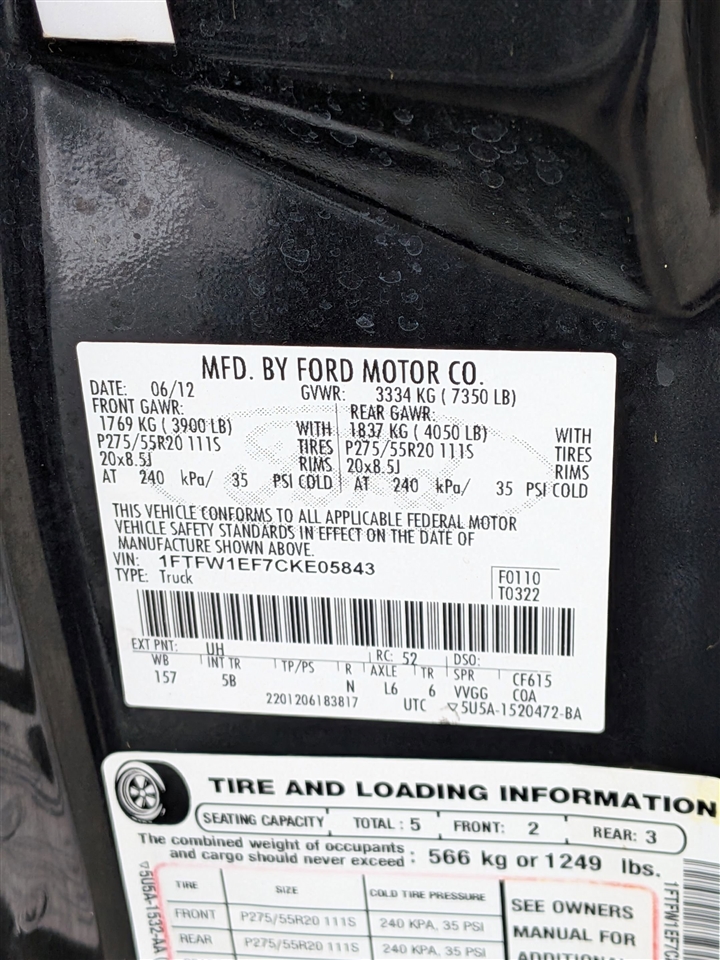 MFD. BY FORD MOTOR CO.
DATE: 06/12 GVWR: 3334 KG ( 7350 LB)
FRONT GAWR: REAR GAWR:
1769 KG ( 3900 LB) WITH 1837 KG ( 4050 LB) WITH
P275/55R20 111S TIRES P275/55R20 111S TIRES
20x8.5J RIMS 20x8.5J RIMS
AT 240 kPa/ 35 PSI COLD AT 240 kPa/ 35 PSI COLD
THIS VEHICLE CONFORMS TO ALL APPLICABLE FEDERAL MOTOR
VEHICLE SAFETY STANDARDS IN EFFECT ON THE DATE OF
MANUFACTURE SHOWN ABOVE.
VIN: 1FTFW1EF7CKE05843
TYPE: Truck
F0110
T0322
EXT PNT: UH RC: 52 DSO:
WB INT TR TP/PS R AXLE TR SPR CF615
157 5B N L6 6 VVGG COA
2201206183817 UTC ▽5U5A-1520472-BA
TIRE AND LOADING INFORMATION
SEATING CAPACITY TOTAL : 5 FRONT: 2 REAR: 3
The combined weight of occupants
and cargo should never exceed : 566 kg or 1249 lbs.
TIRE SIZE COLD TIRE PRESSURE
FRONT P275/55R20 111S 240 KPA, 35 PSI
REAR P275/55R20 111S 240 KPA, 35 PSI
SEE OWNERS
MANUAL FOR
▽5U5A-1532-AA